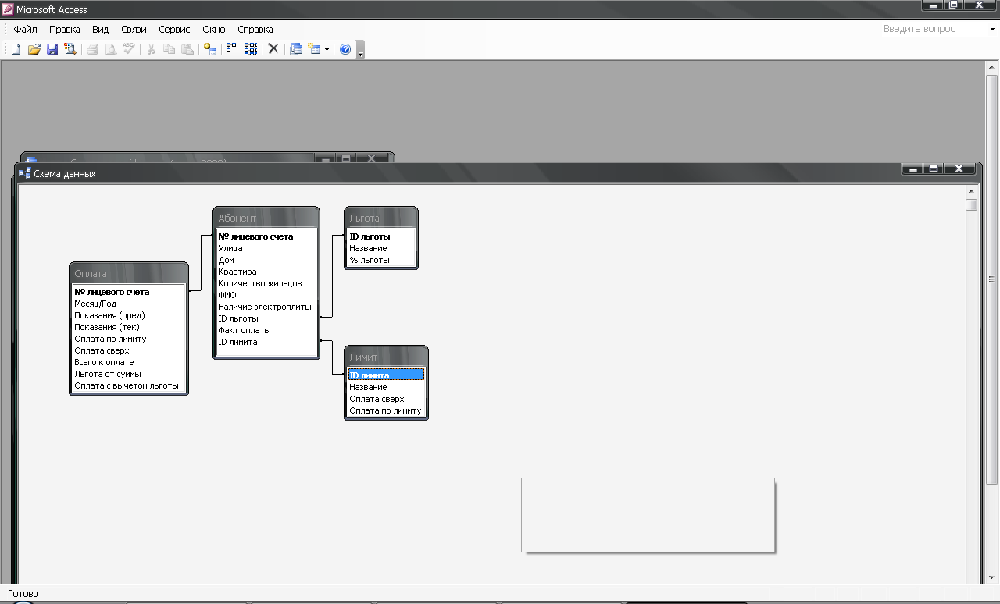 Microsoft Access
Файл Правка Вид Связи Сервис Окно Справка
Введите вопрос
Схема данных
Оплата
№ лицевого счета
Месяц/Год
Показания (пред)
Показания (тек)
Оплата по лимиту
Оплата сверх
Всего к оплате
Льгота от суммы
Оплата с вычетом льготы
Абонент
№ лицевого счета
Улица
Дом
Квартира
Количество жильцов
ФИО
Наличие электроплиты
ID льготы
Факт оплаты
ID лимита
Льгота
ID льготы
Название
% льготы
Лимит
ID лимита
Название
Оплата сверх
Оплата по лимиту
Готово